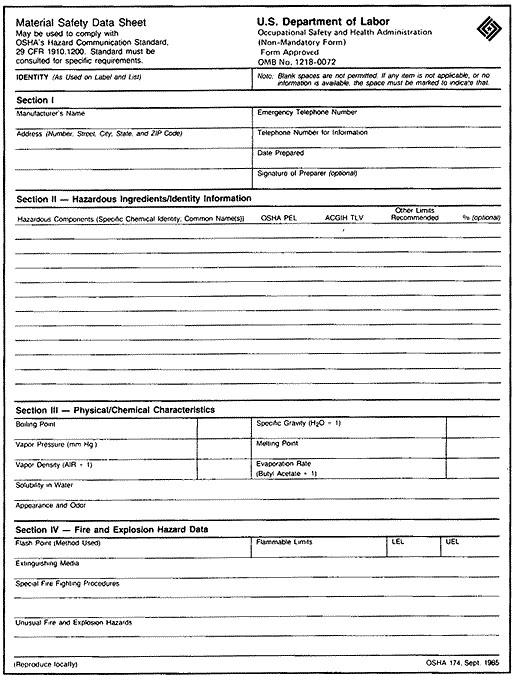 Material Safety Data Sheet
May be used to comply with
OSHA's Hazard Communication Standard,
29 CFR 1910.1200. Standard must be
consulted for specific requirements.
U.S. Department of Labor
Occupational Safety and Health Administration
(Non-Mandatory Form)
Form Approved
OMB No. 1218-0072
IDENTITY (As Used on Label and List)
Note: Blank spaces are not permitted. If any item is not applicable, or no
information is available, the space must be marked to indicate that.
Section I
Manufacturer's Name
Emergency Telephone Number
Address (Number, Street, City, State, and ZIP Code)
Telephone Number for Information
Date Prepared
Signature of Preparer (optional)
Section II — Hazardous Ingredients/Identity Information
Hazardous Components (Specific Chemical Identity; Common Name(s))
OSHA PEL
ACGIH TLV
Other Limits
Recommended
% (optional)
Section III — Physical/Chemical Characteristics
Boiling Point
Specific Gravity (H2O = 1)
Vapor Pressure (mm Hg.)
Melting Point
Vapor Density (AIR = 1)
Evaporation Rate
(Butyl Acetate = 1)
Solubility in Water
Appearance and Odor
Section IV — Fire and Explosion Hazard Data
Flash Point (Method Used)
Flammable Limits
LEL
UEL
Extinguishing Media
Special Fire Fighting Procedures
Unusual Fire and Explosion Hazards
(Reproduce locally)
OSHA 174, Sept. 1985